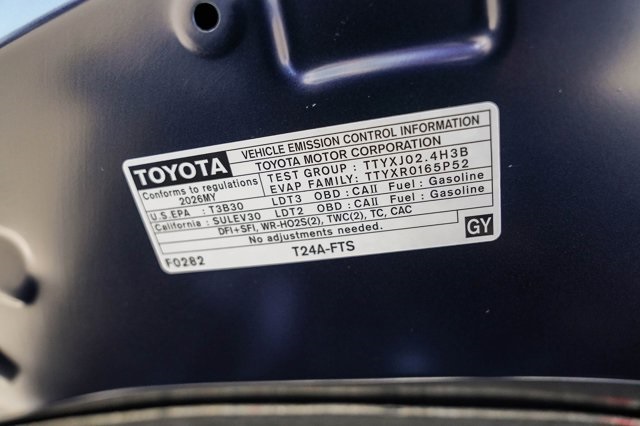 TOYOTA
VEHICLE EMISSION CONTROL INFORMATION
TOYOTA MOTOR CORPORATION
Conforms to regulations
2026MY
TEST GROUP : TTYXJ02.4H3B
EVAP FAMILY: TTYXR0165P52
U.S.EPA : T3B30 LDT3 OBD : CAII Fuel : Gasoline
California : SULEV30 LDT2 OBD : CAII Fuel : Gasoline
DFI+SFI, WR-HO2S(2), TWC(2), TC, CAC
No adjustments needed.
GY
F0282
T24A-FTS